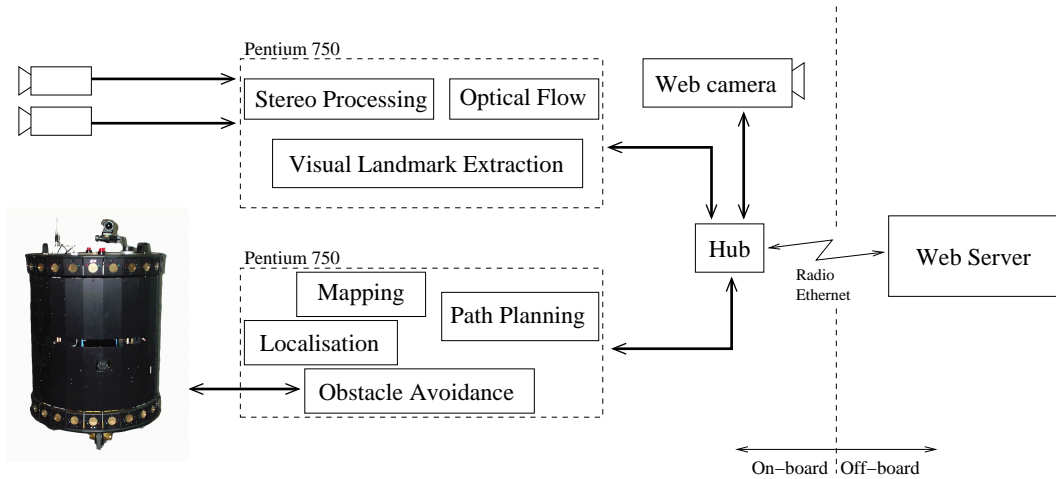 Pentium 750
Stereo Processing
Optical Flow
Visual Landmark Extraction
Web camera
Hub
Radio
Ethernet
Web Server
Pentium 750
Mapping
Path Planning
Localisation
Obstacle Avoidance
On-board
Off-board